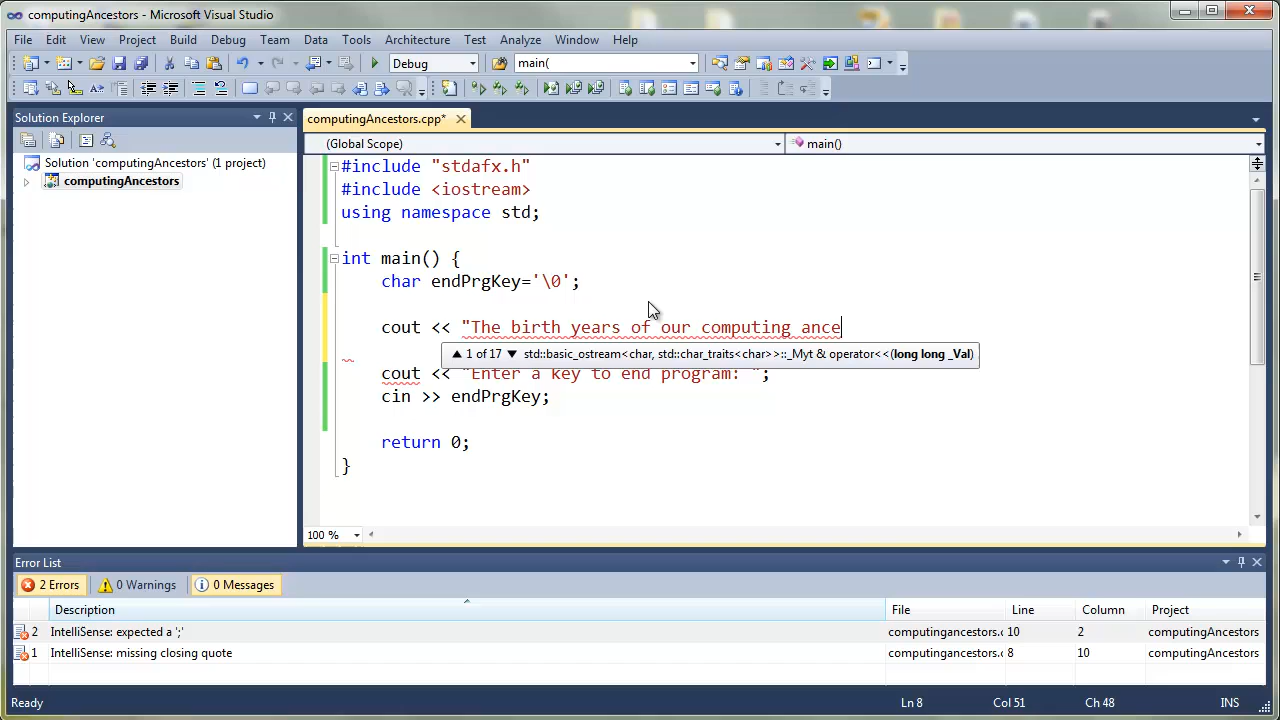 computingAncestors - Microsoft Visual Studio
File Edit View Project Build Debug Team Data Tools Architecture Test Analyze Window Help
Debug main(
Solution Explorer
computingAncestors.cpp*
(Global Scope) main()
Solution 'computingAncestors' (1 project)
computingAncestors
#include "stdafx.h"
#include <iostream>
using namespace std;
int main() {
char endPrgKey='\0';
cout << "The birth years of our computing ance
1 of 17 std::basic_ostream<char, std::char_traits<char>>::_Myt & operator<<(long long _Val)
cout << "Enter a key to end program: ";
cin >> endPrgKey;
return 0;
}
100 %
Error List
2 Errors 0 Warnings 0 Messages
Description File Line Column Project
2 IntelliSense: expected a ';' computingancestors.c 10 2 computingAncestors
1 IntelliSense: missing closing quote computingancestors.c 8 10 computingAncestors
Ready Ln 8 Col 51 Ch 48 INS